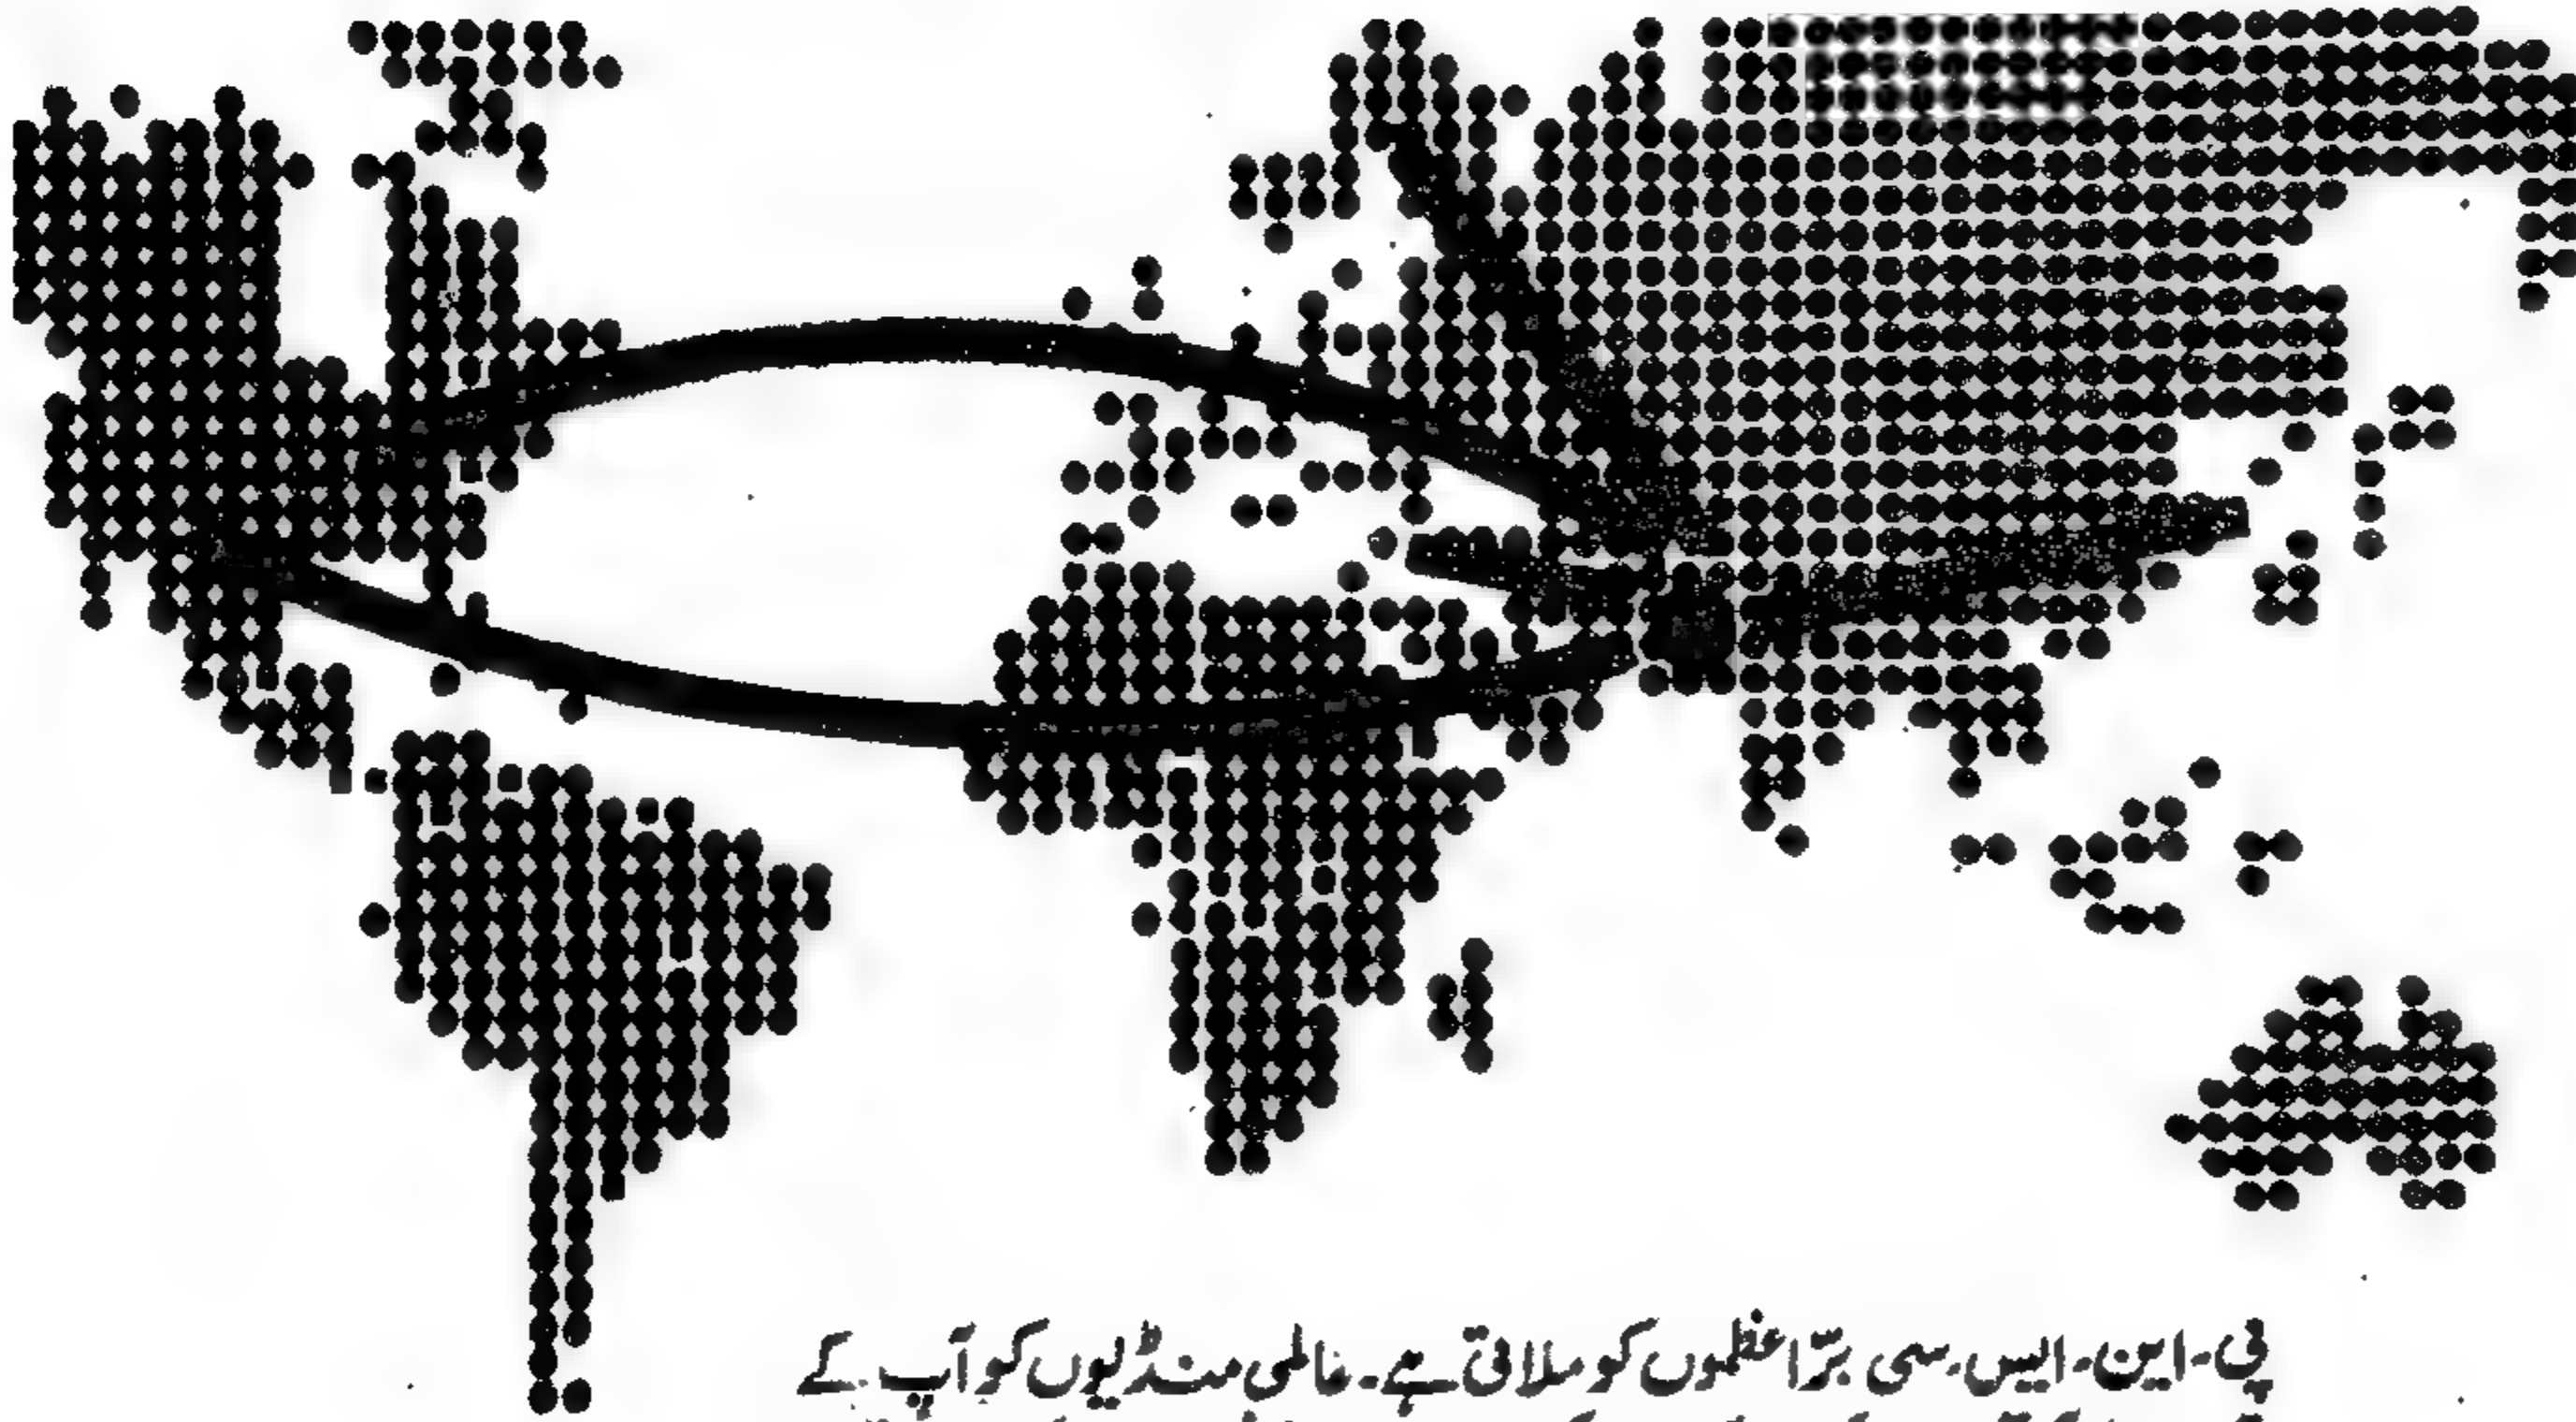 پی۔این۔ایس۔سی برّاعظموں کو ملاتی ہے۔عالمی منڈیوں کو آپ کے